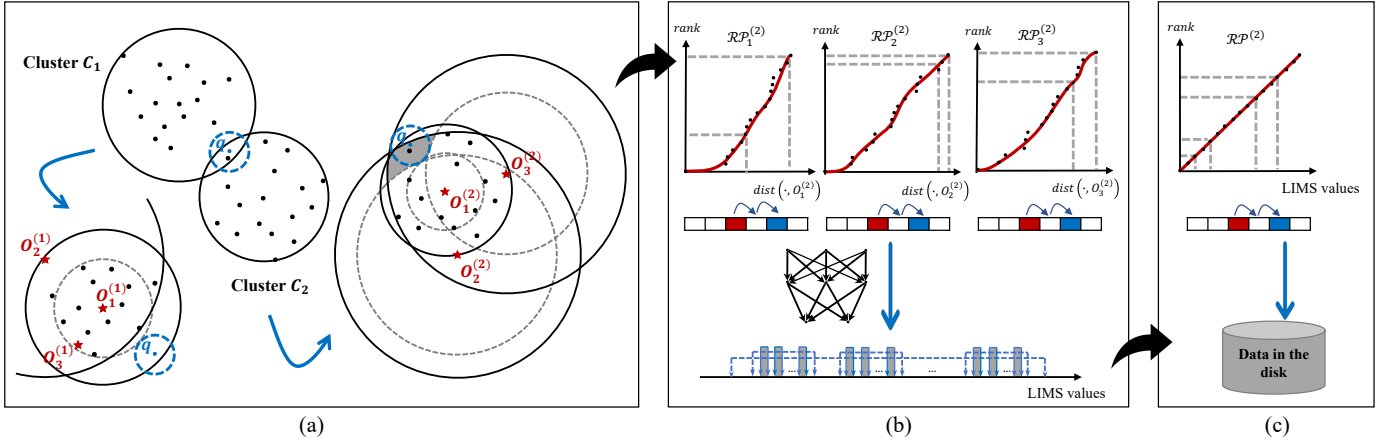 Cluster C₁
q
Cluster C₂
O₂⁽¹⁾
O₁⁽¹⁾
O₃⁽¹⁾
q
q
O₃⁽²⁾
O₁⁽²⁾
O₂⁽²⁾
(a)
rank
ℛ𝒫₁⁽²⁾
rank
ℛ𝒫₂⁽²⁾
rank
ℛ𝒫₃⁽²⁾
dist (·, O₁⁽²⁾)
dist (·, O₂⁽²⁾)
dist (·, O₃⁽²⁾)
...
...
...
...
LIMS values
(b)
rank
ℛ𝒫⁽²⁾
LIMS values
Data in the
disk
(c)